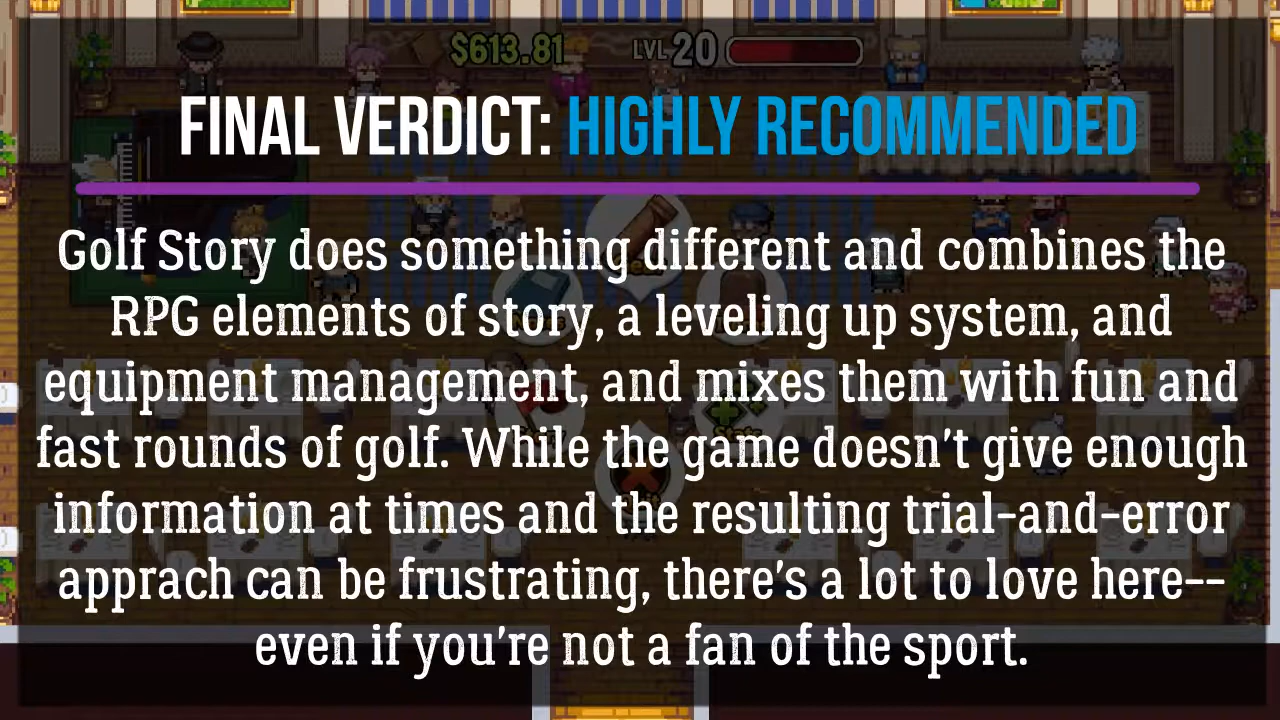 $613.81 LVL 20
FINAL VERDICT: HIGHLY RECOMMENDED
Golf Story does something different and combines the
RPG elements of story, a leveling up system, and
equipment management, and mixes them with fun and
fast rounds of golf. While the game doesn't give enough
information at times and the resulting trial-and-error
apprach can be frustrating, there's a lot to love here--
even if you're not a fan of the sport.